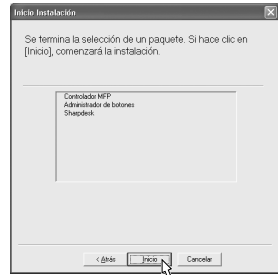 Inicio Instalación
Se termina la selección de un paquete. Si hace clic en
[Inicio], comenzará la instalación.
Controlador MFP
Administrador de botones
Sharpdesk
< Atrás
Inicio
Cancelar